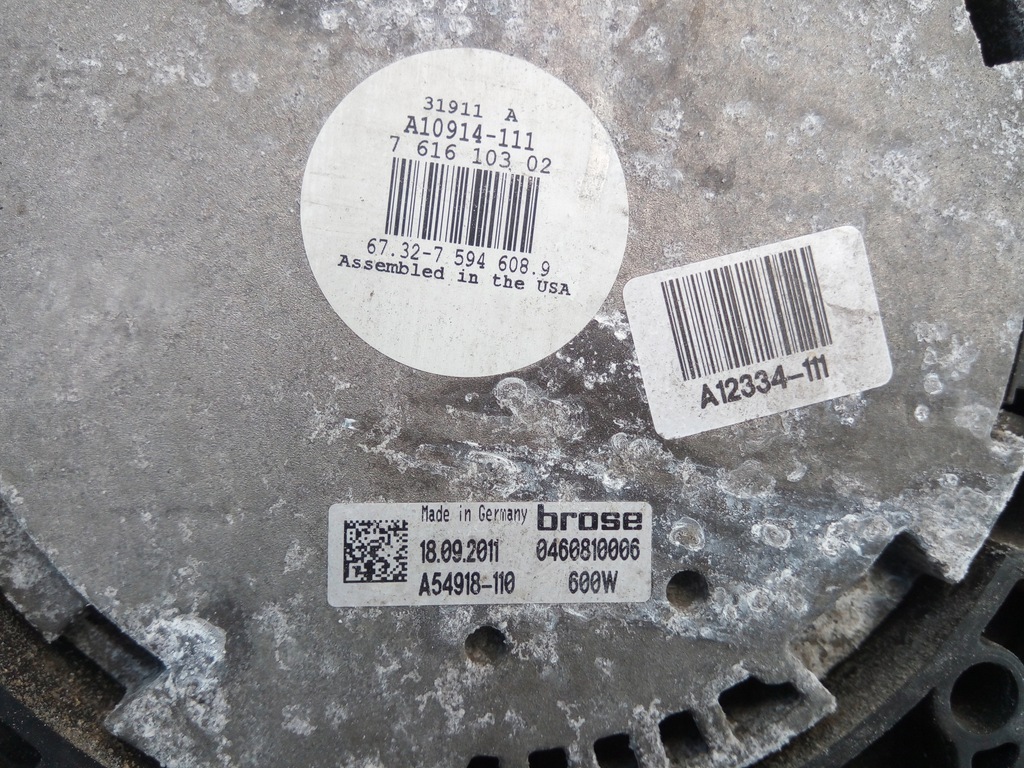 31911 A
A10914-111
7 616 103 02
67.32-7 594 608.9
Assembled in the USA
A12334-111
Made in Germany brose
18.09.2011 0460810006
A54918-110 600W